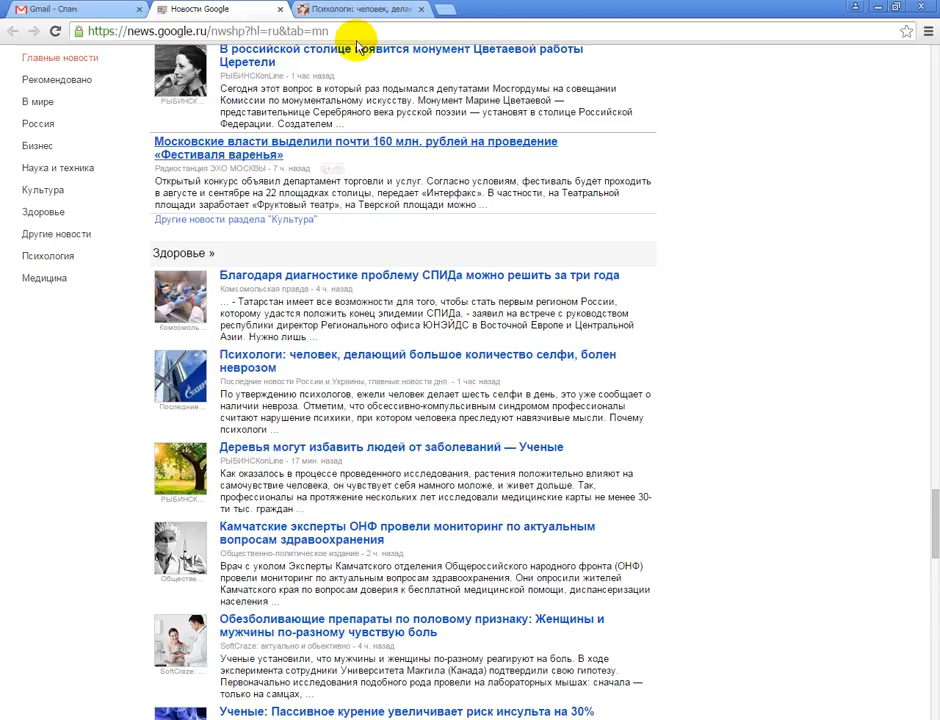 Gmail - Спам
Новости Google
Психологи: человек, дела
https://news.google.ru/nwshp?hl=ru&tab=mn
Главные новости
Рекомендовано
В мире
Россия
Бизнес
Наука и техника
Культура
Здоровье
Другие новости
Психология
Медицина
В российской столице появится монумент Цветаевой работы
Церетели
РЫБИНСКonLine - 1 час назад
РЫБИНСК...
Сегодня этот вопрос в который раз подымался депутатами Мосгордумы на совещании
Комиссии по монументальному искусству. Монумент Марине Цветаевой —
представительнице Серебряного века русской поэзии — установят в столице Российской
Федерации. Создателем ...
Московские власти выделили почти 160 млн. рублей на проведение
«Фестиваля варенья»
Радиостанция ЭХО МОСКВЫ - 7 ч. назад
Открытый конкурс объявил департамент торговли и услуг. Согласно условиям, фестиваль будет проходить
в августе и сентябре на 22 площадках столицы, передает «Интерфакс». В частности, на Театральной
площади заработает «Фруктовый театр», на Тверской площади можно ...
Другие новости раздела "Культура"
Здоровье »
Благодаря диагностике проблему СПИДа можно решить за три года
Комсомольская правда - 4 ч. назад
... - Татарстан имеет все возможности для того, чтобы стать первым регионом России,
которому удастся положить конец эпидемии СПИДа, - заявил на встрече с руководством
республики директор Регионального офиса ЮНЭЙДС в Восточной Европе и Центральной
Азии. Нужно лишь ...
Комсомоль...
Психологи: человек, делающий большое количество селфи, болен
неврозом
Последние новости России и Украины, главные новости дня. - 1 час назад
По утверждению психологов, ежели человек делает шесть селфи в день, это уже сообщает о
наличии невроза. Отметим, что обсессивно-компульсивным синдромом профессионалы
считают нарушение психики, при котором человека преследуют навязчивые мысли. Почему
психологи ...
Последние...
Деревья могут избавить людей от заболеваний — Ученые
РЫБИНСКonLine - 17 мин. назад
Как оказалось в процессе проведенного исследования, растения положительно влияют на
самочувствие человека, он чувствует себя намного моложе, и живет дольше. Так,
профессионалы на протяжение нескольких лет исследовали медицинские карты не менее 30-
ти тыс. граждан ...
РЫБИНСК...
Камчатские эксперты ОНФ провели мониторинг по актуальным
вопросам здравоохранения
Общественно-политическое издание - 2 ч. назад
Врач с уколом Эксперты Камчатского отделения Общероссийского народного фронта (ОНФ)
провели мониторинг по актуальным вопросам здравоохранения. Они опросили жителей
Камчатского края по вопросам доверия к бесплатной медицинской помощи, диспансеризации
населения ...
Обществе...
Обезболивающие препараты по половому признаку: Женщины и
мужчины по-разному чувствую боль
SoftCraze: актуально и объективно - 4 ч. назад
Ученые установили, что мужчины и женщины по-разному реагируют на боль. В ходе
эксперимента сотрудники Университета Макгила (Канада) подтвердили свою гипотезу.
Первоначально исследования подобного рода провели на лабораторных мышах: сначала —
только на самцах, ...
SoftCraze: ...
Ученые: Пассивное курение увеличивает риск инсульта на 30%